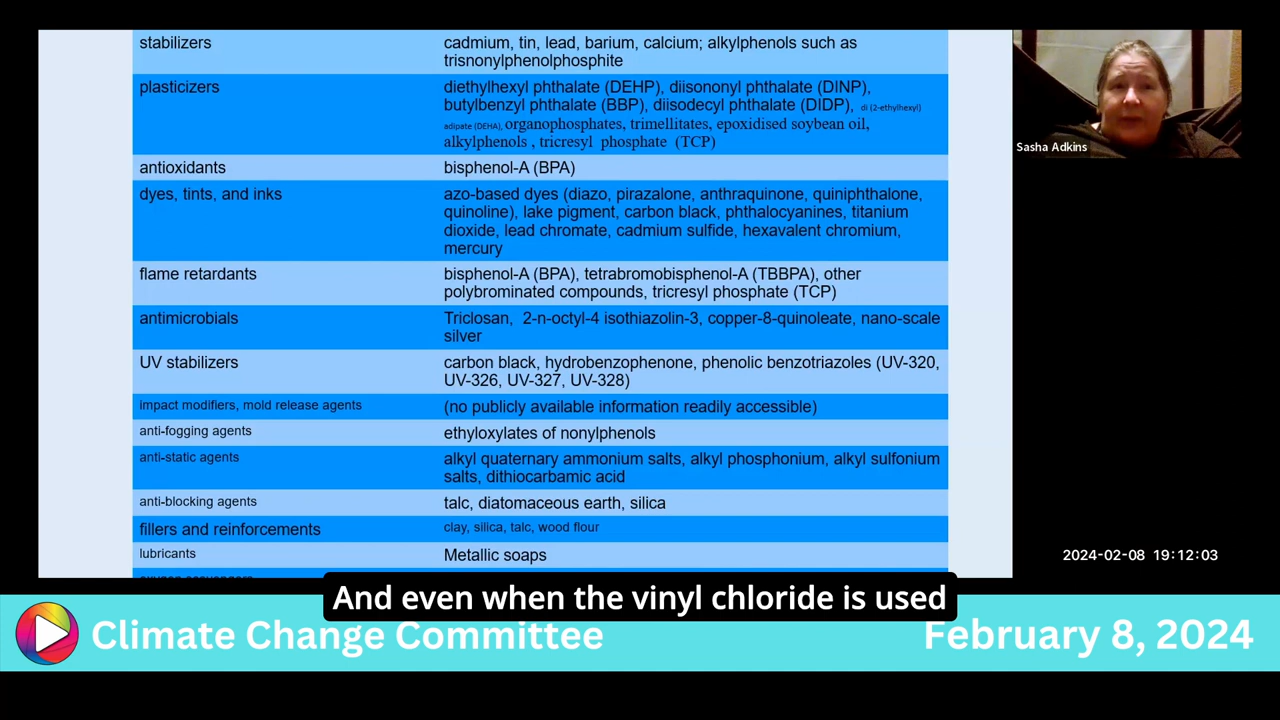 stabilizers
cadmium, tin, lead, barium, calcium; alkylphenols such as
trisnonylphenolphosphite
plasticizers
diethylhexyl phthalate (DEHP), diisononyl phthalate (DINP),
butylbenzyl phthalate (BBP), diisodecyl phthalate (DIDP), di (2-ethylhexyl)
adipate (DEHA), organophosphates, trimellitates, epoxidised soybean oil,
alkylphenols , tricresyl phosphate (TCP)
antioxidants
bisphenol-A (BPA)
dyes, tints, and inks
azo-based dyes (diazo, pirazalone, anthraquinone, quiniphthalone,
quinoline), lake pigment, carbon black, phthalocyanines, titanium
dioxide, lead chromate, cadmium sulfide, hexavalent chromium,
mercury
flame retardants
bisphenol-A (BPA), tetrabromobisphenol-A (TBBPA), other
polybrominated compounds, tricresyl phosphate (TCP)
antimicrobials
Triclosan, 2-n-octyl-4 isothiazolin-3, copper-8-quinoleate, nano-scale
silver
UV stabilizers
carbon black, hydrobenzophenone, phenolic benzotriazoles (UV-320,
UV-326, UV-327, UV-328)
impact modifiers, mold release agents
(no publicly available information readily accessible)
anti-fogging agents
ethyloxylates of nonylphenols
anti-static agents
alkyl quaternary ammonium salts, alkyl phosphonium, alkyl sulfonium
salts, dithiocarbamic acid
anti-blocking agents
talc, diatomaceous earth, silica
fillers and reinforcements
clay, silica, talc, wood flour
lubricants
Metallic soaps
Sasha Adkins
2024-02-08 19:12:03
And even when the vinyl chloride is used
Climate Change Committee
February 8, 2024